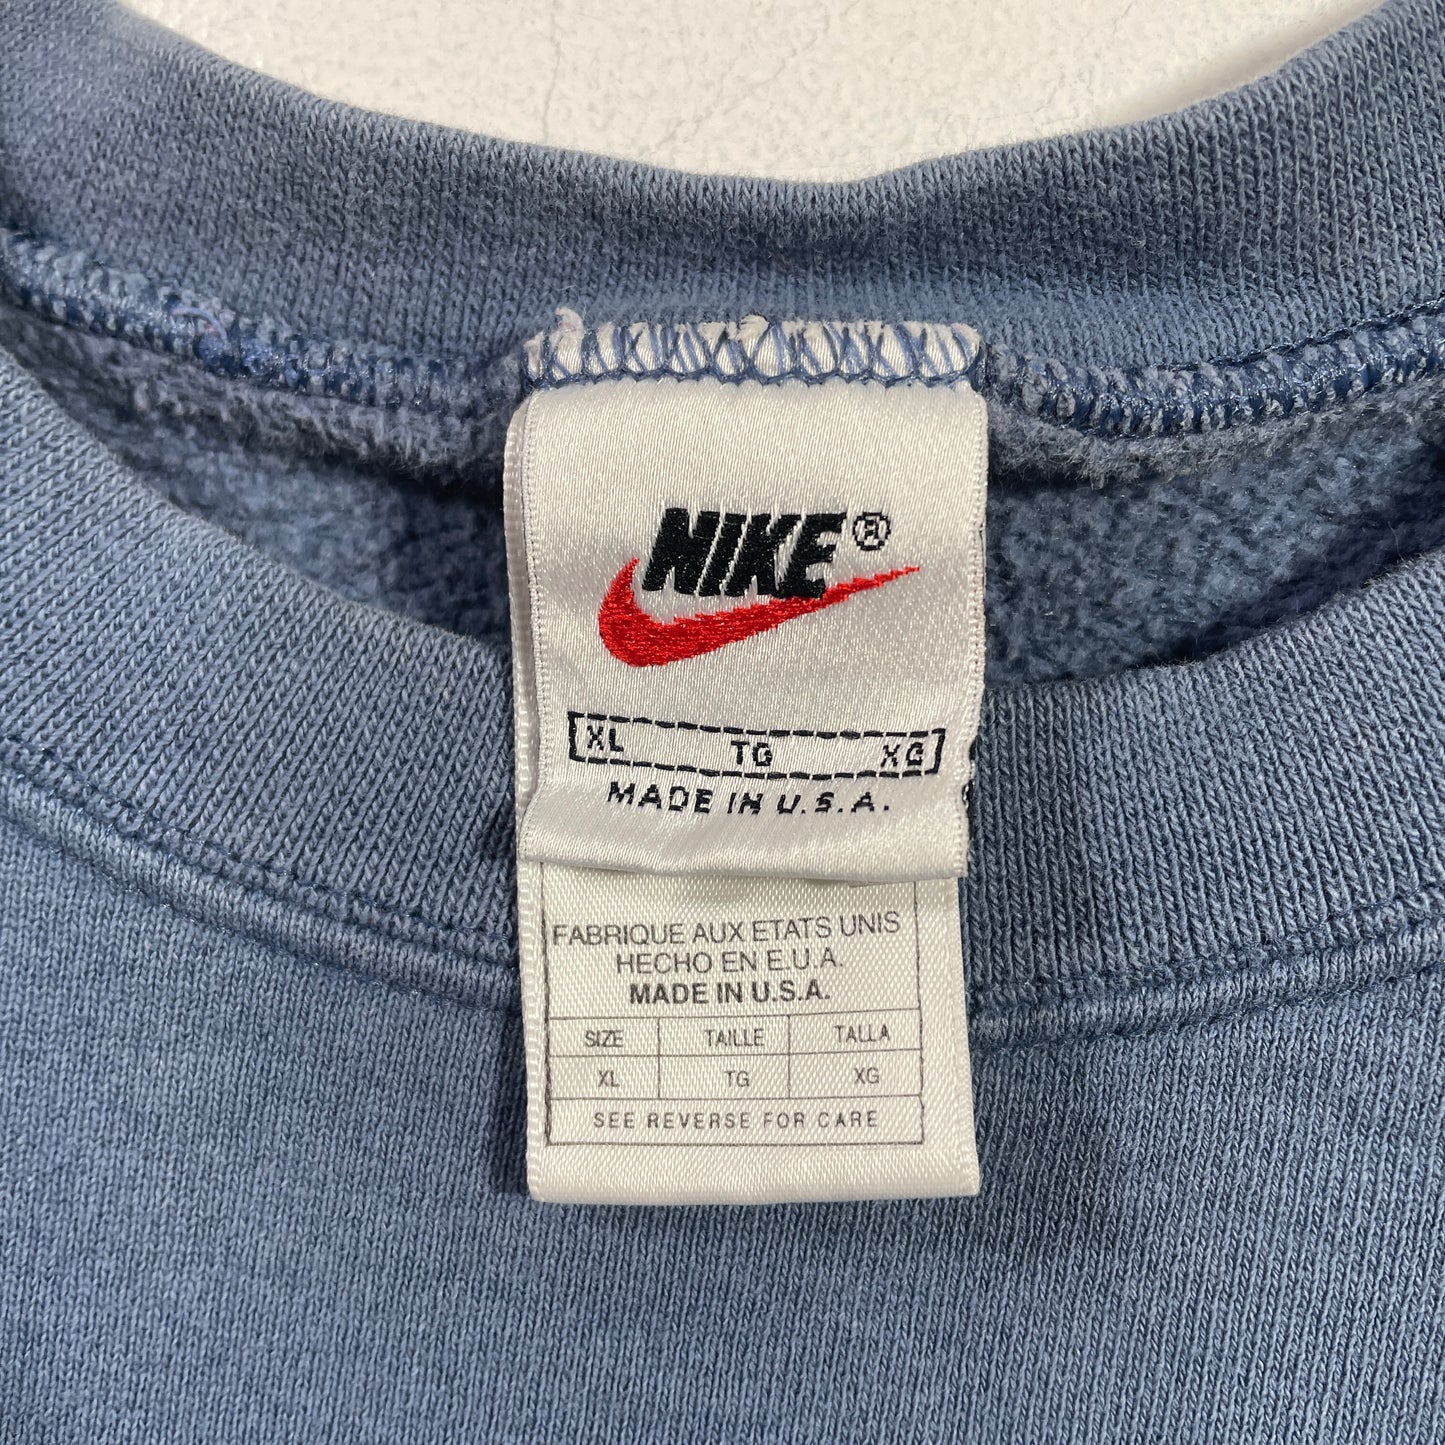 NIKE®
XL TG XG
MADE IN U.S.A.
FABRIQUE AUX ETATS UNIS
HECHO EN E.U.A.
MADE IN U.S.A.
SIZE TAILLE TALLA
XL TG XG
SEE REVERSE FOR CARE